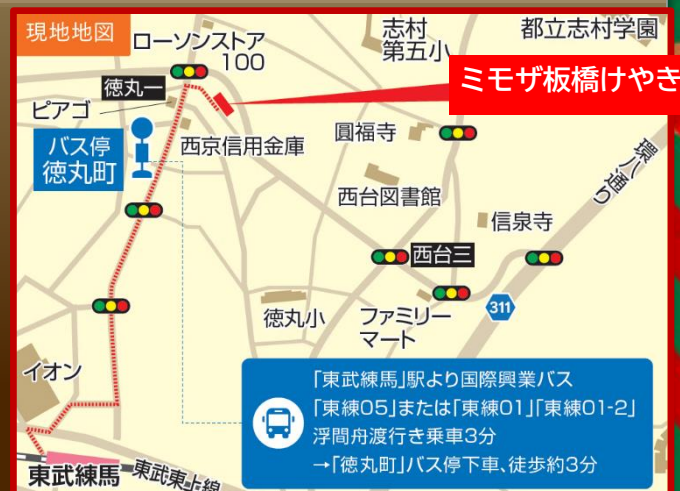 現地地図
ローソンストア
100
志村
第五小
都立志村学園
徳丸一
ミモザ板橋けやき
ピアゴ
バス停
徳丸町
西京信用金庫
圓福寺
環八通り
西台図書館
信泉寺
西台三
311
徳丸小
ファミリー
マート
イオン
「東武練馬」駅より国際興業バス
「東練05」または「東練01」「東練01-2」
浮間舟渡行き乗車3分
→「徳丸町」バス停下車、徒歩約3分
東武練馬
東武東上線